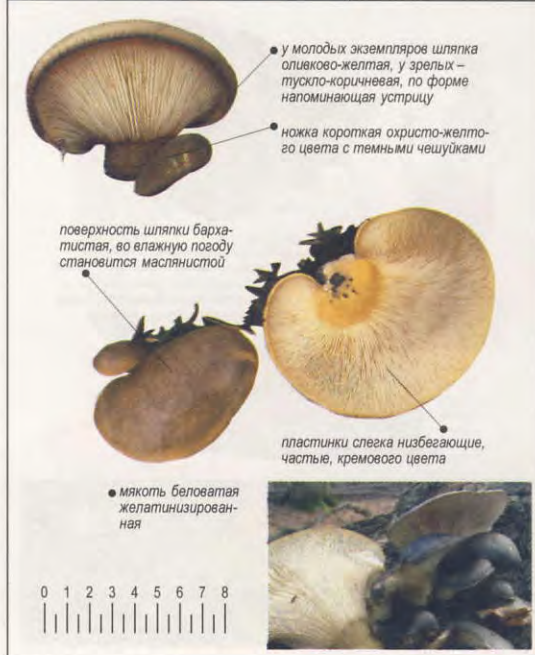 у молодых экземпляров шляпка
оливково-желтая, у зрелых –
тускло-коричневая, по форме
напоминающая устрицу
ножка короткая охристо-желто-
го цвета с темными чешуйками
поверхность шляпки барха-
тистая, во влажную погоду
становится маслянистой
пластинки слегка низбегающие,
частые, кремового цвета
мякоть беловатая
желатинизирован-
ная
0 1 2 3 4 5 6 7 8